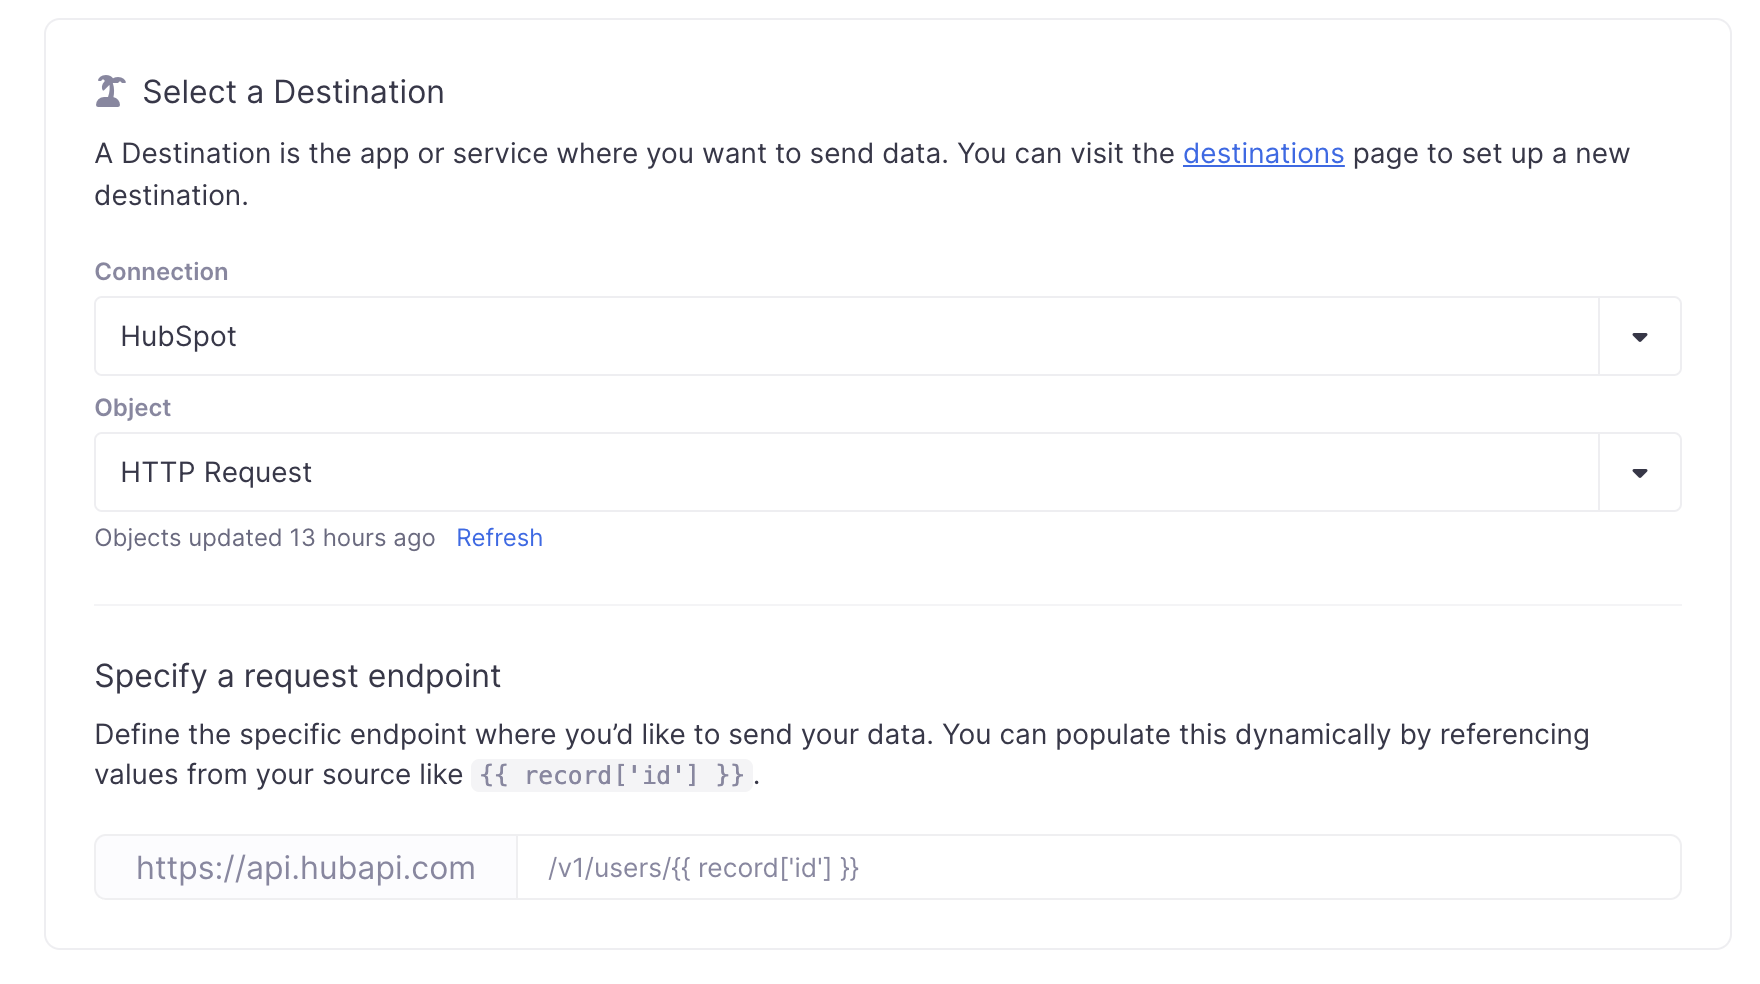 Select a Destination
A Destination is the app or service where you want to send data. You can visit the destinations page to set up a new
destination.
Connection
HubSpot
Object
HTTP Request
Objects updated 13 hours ago Refresh
Specify a request endpoint
Define the specific endpoint where you’d like to send your data. You can populate this dynamically by referencing
values from your source like {{ record['id'] }}.
https://api.hubapi.com /v1/users/{{ record['id'] }}